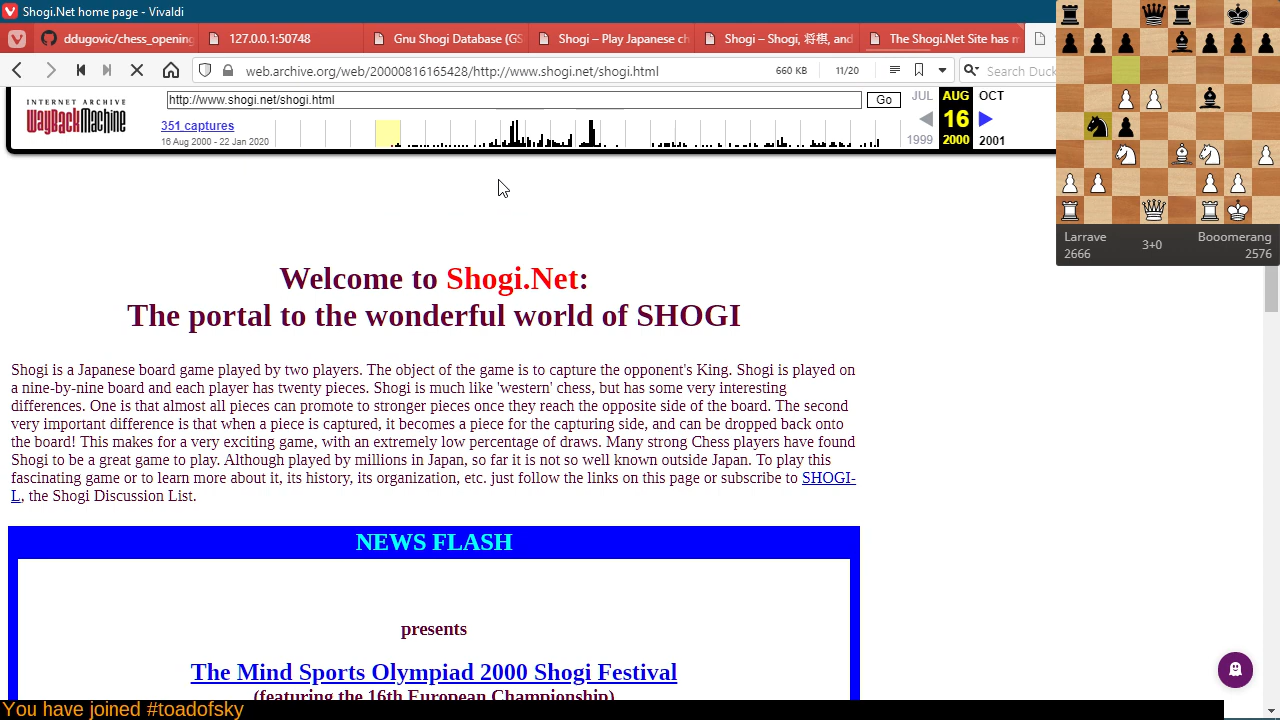 Shogi.Net home page - Vivaldi
ddugovic/chess_opening
127.0.0.1:50748
Gnu Shogi Database (GS
Shogi – Play Japanese ch
Shogi – Shogi, 将棋, and
The Shogi.Net Site has m
web.archive.org/web/20000816165428/http://www.shogi.net/shogi.html
660 KB
11/20
Search Duck
INTERNET ARCHIVE
WayBackMachine
http://www.shogi.net/shogi.html
Go
JUL
AUG
OCT
351 captures
16 Aug 2000 - 22 Jan 2020
16
1999
2000
2001
Larrave
2666
3+0
Booomerang
2576
Welcome to Shogi.Net:
The portal to the wonderful world of SHOGI
Shogi is a Japanese board game played by two players. The object of the game is to capture the opponent's King. Shogi is played on
a nine-by-nine board and each player has twenty pieces. Shogi is much like 'western' chess, but has some very interesting
differences. One is that almost all pieces can promote to stronger pieces once they reach the opposite side of the board. The second
very important difference is that when a piece is captured, it becomes a piece for the capturing side, and can be dropped back onto
the board! This makes for a very exciting game, with an extremely low percentage of draws. Many strong Chess players have found
Shogi to be a great game to play. Although played by millions in Japan, so far it is not so well known outside Japan. To play this
fascinating game or to learn more about it, its history, its organization, etc. just follow the links on this page or subscribe to SHOGI-
L, the Shogi Discussion List.
NEWS FLASH
presents
The Mind Sports Olympiad 2000 Shogi Festival
(featuring the 16th European Championship)
You have joined #toadofsky